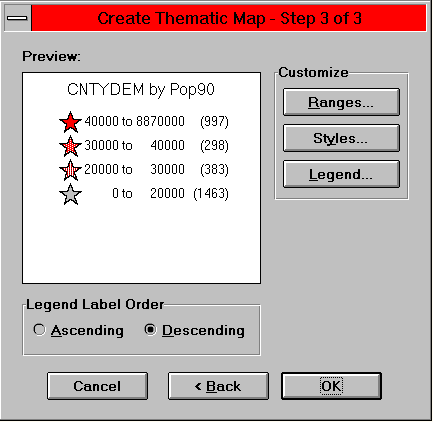 Create Thematic Map - Step 3 of 3
Preview:
CNTYDEM by Pop90
40000 to 8870000 (997)
30000 to 40000 (298)
20000 to 30000 (383)
0 to 20000 (1463)
Customize
Ranges...
Styles...
Legend...
Legend Label Order
Ascending
Descending
Cancel
< Back
OK